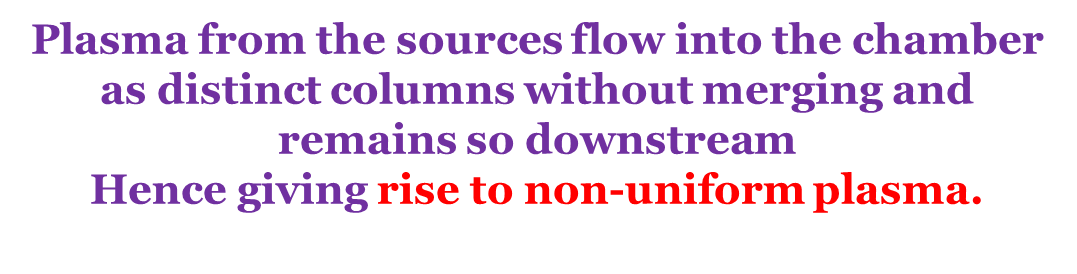 Plasma from the sources flow into the chamber
as distinct columns without merging and
remains so downstream
Hence giving rise to non-uniform plasma.